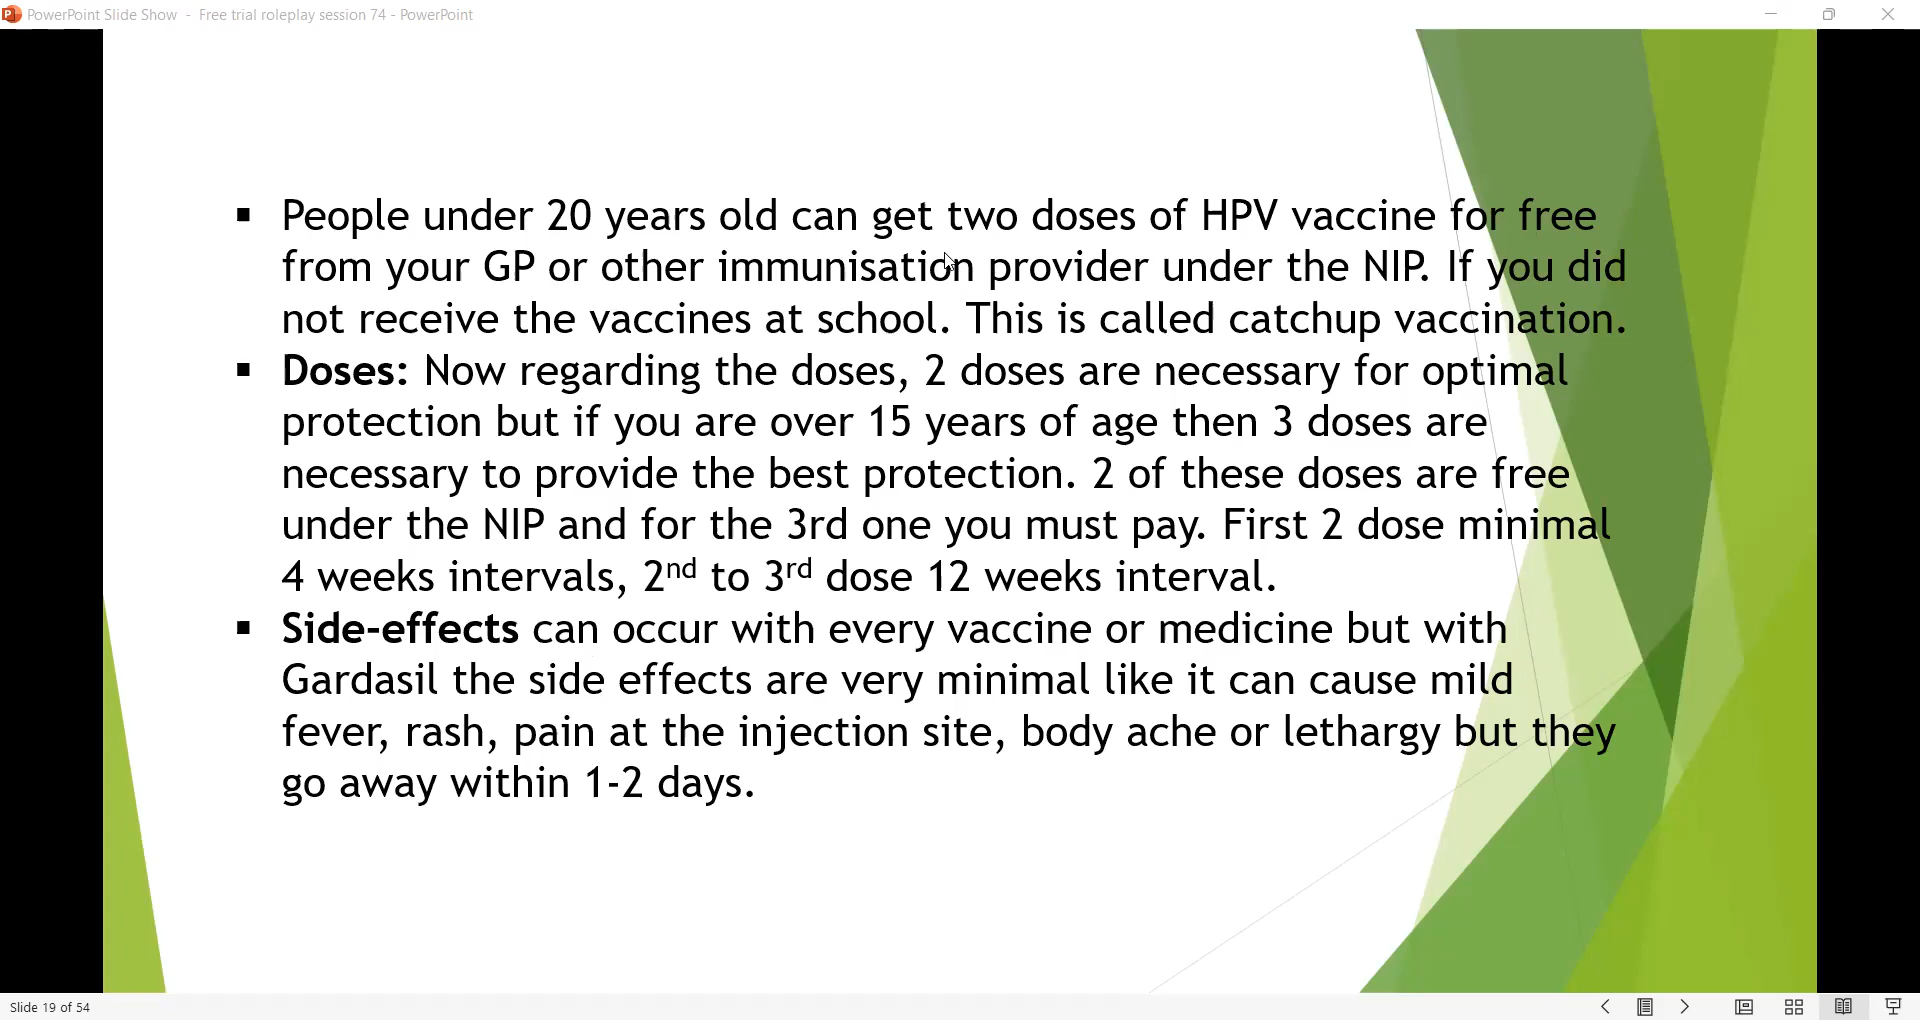 PowerPoint Slide Show - Free trial roleplay session 74 - PowerPoint
▪ People under 20 years old can get two doses of HPV vaccine for free
from your GP or other immunisation provider under the NIP. If you did
not receive the vaccines at school. This is called catchup vaccination.
▪ Doses: Now regarding the doses, 2 doses are necessary for optimal
protection but if you are over 15 years of age then 3 doses are
necessary to provide the best protection. 2 of these doses are free
under the NIP and for the 3rd one you must pay. First 2 dose minimal
4 weeks intervals, 2nd to 3rd dose 12 weeks interval.
▪ Side-effects can occur with every vaccine or medicine but with
Gardasil the side effects are very minimal like it can cause mild
fever, rash, pain at the injection site, body ache or lethargy but they
go away within 1-2 days.
Slide 19 of 54